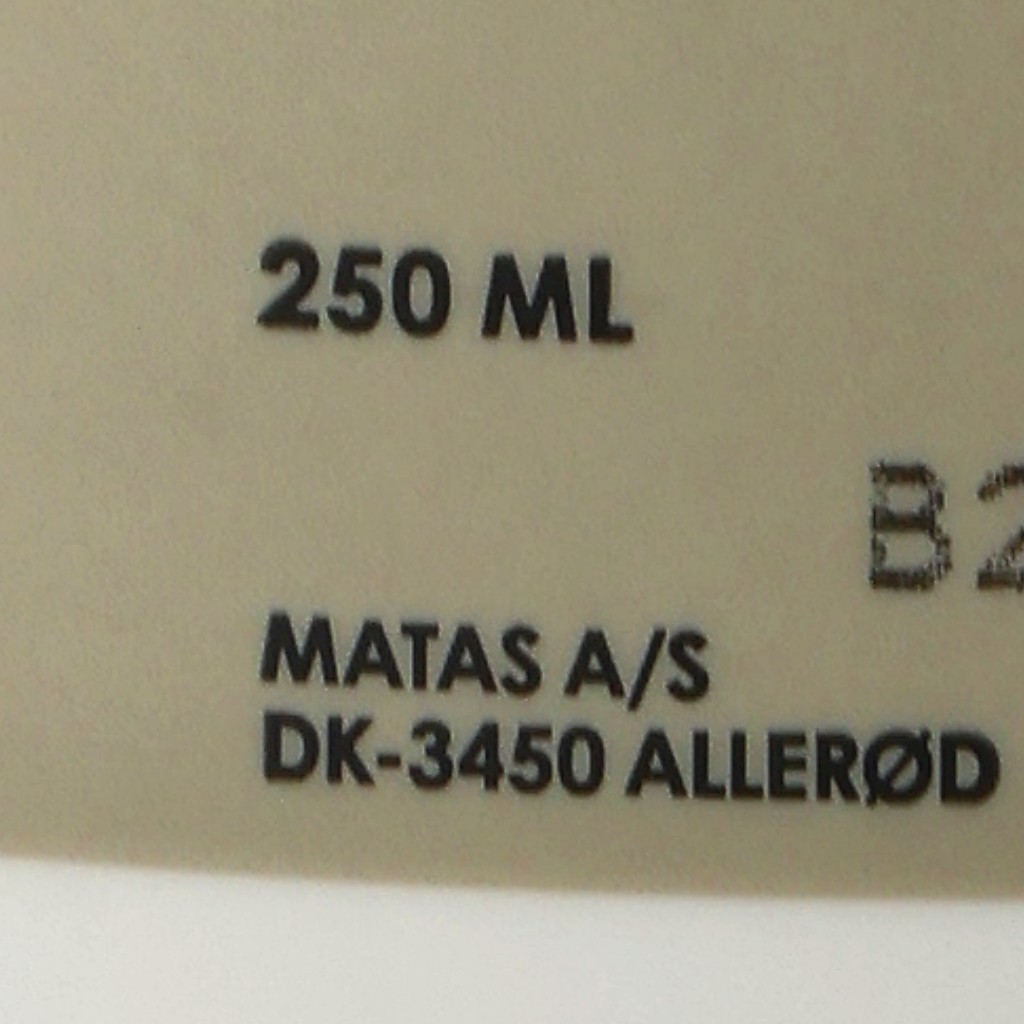 250 ML
B2
MATAS A/S
DK-3450 ALLERØD